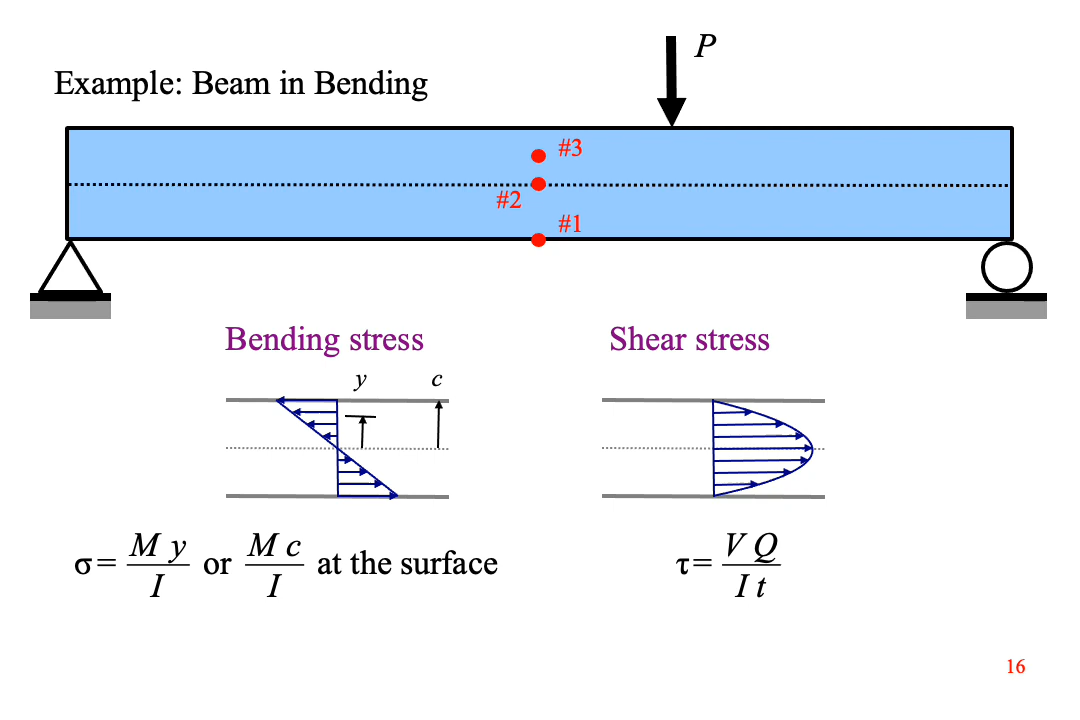 P
Example: Beam in Bending
#3
#2
#1
Bending stress
Shear stress
y
c
σ= M y / I or M c / I at the surface
τ= V Q / I t
16